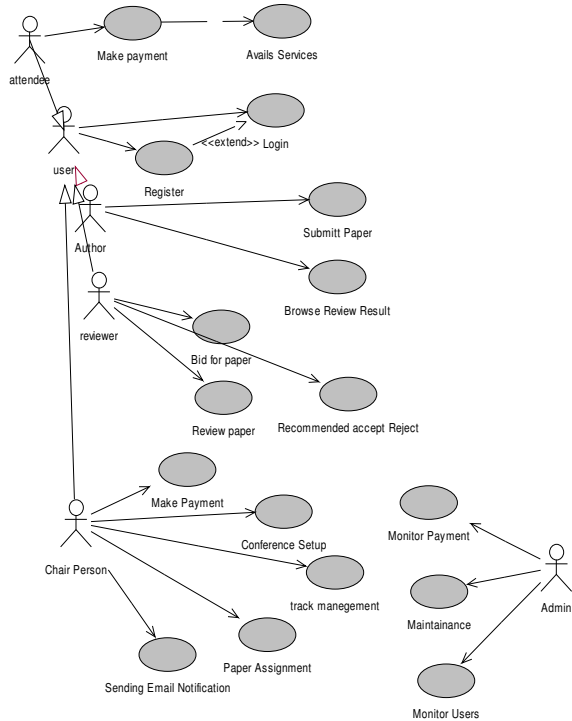 Make payment
Avails Services
attendee
<<extend>>
Login
user
Register
Author
Submitt Paper
Browse Review Result
reviewer
Bid for paper
Review paper
Recommended accept Reject
Make Payment
Conference Setup
Monitor Payment
Chair Person
track manegement
Maintainance
Admin
Paper Assignment
Sending Email Notification
Monitor Users